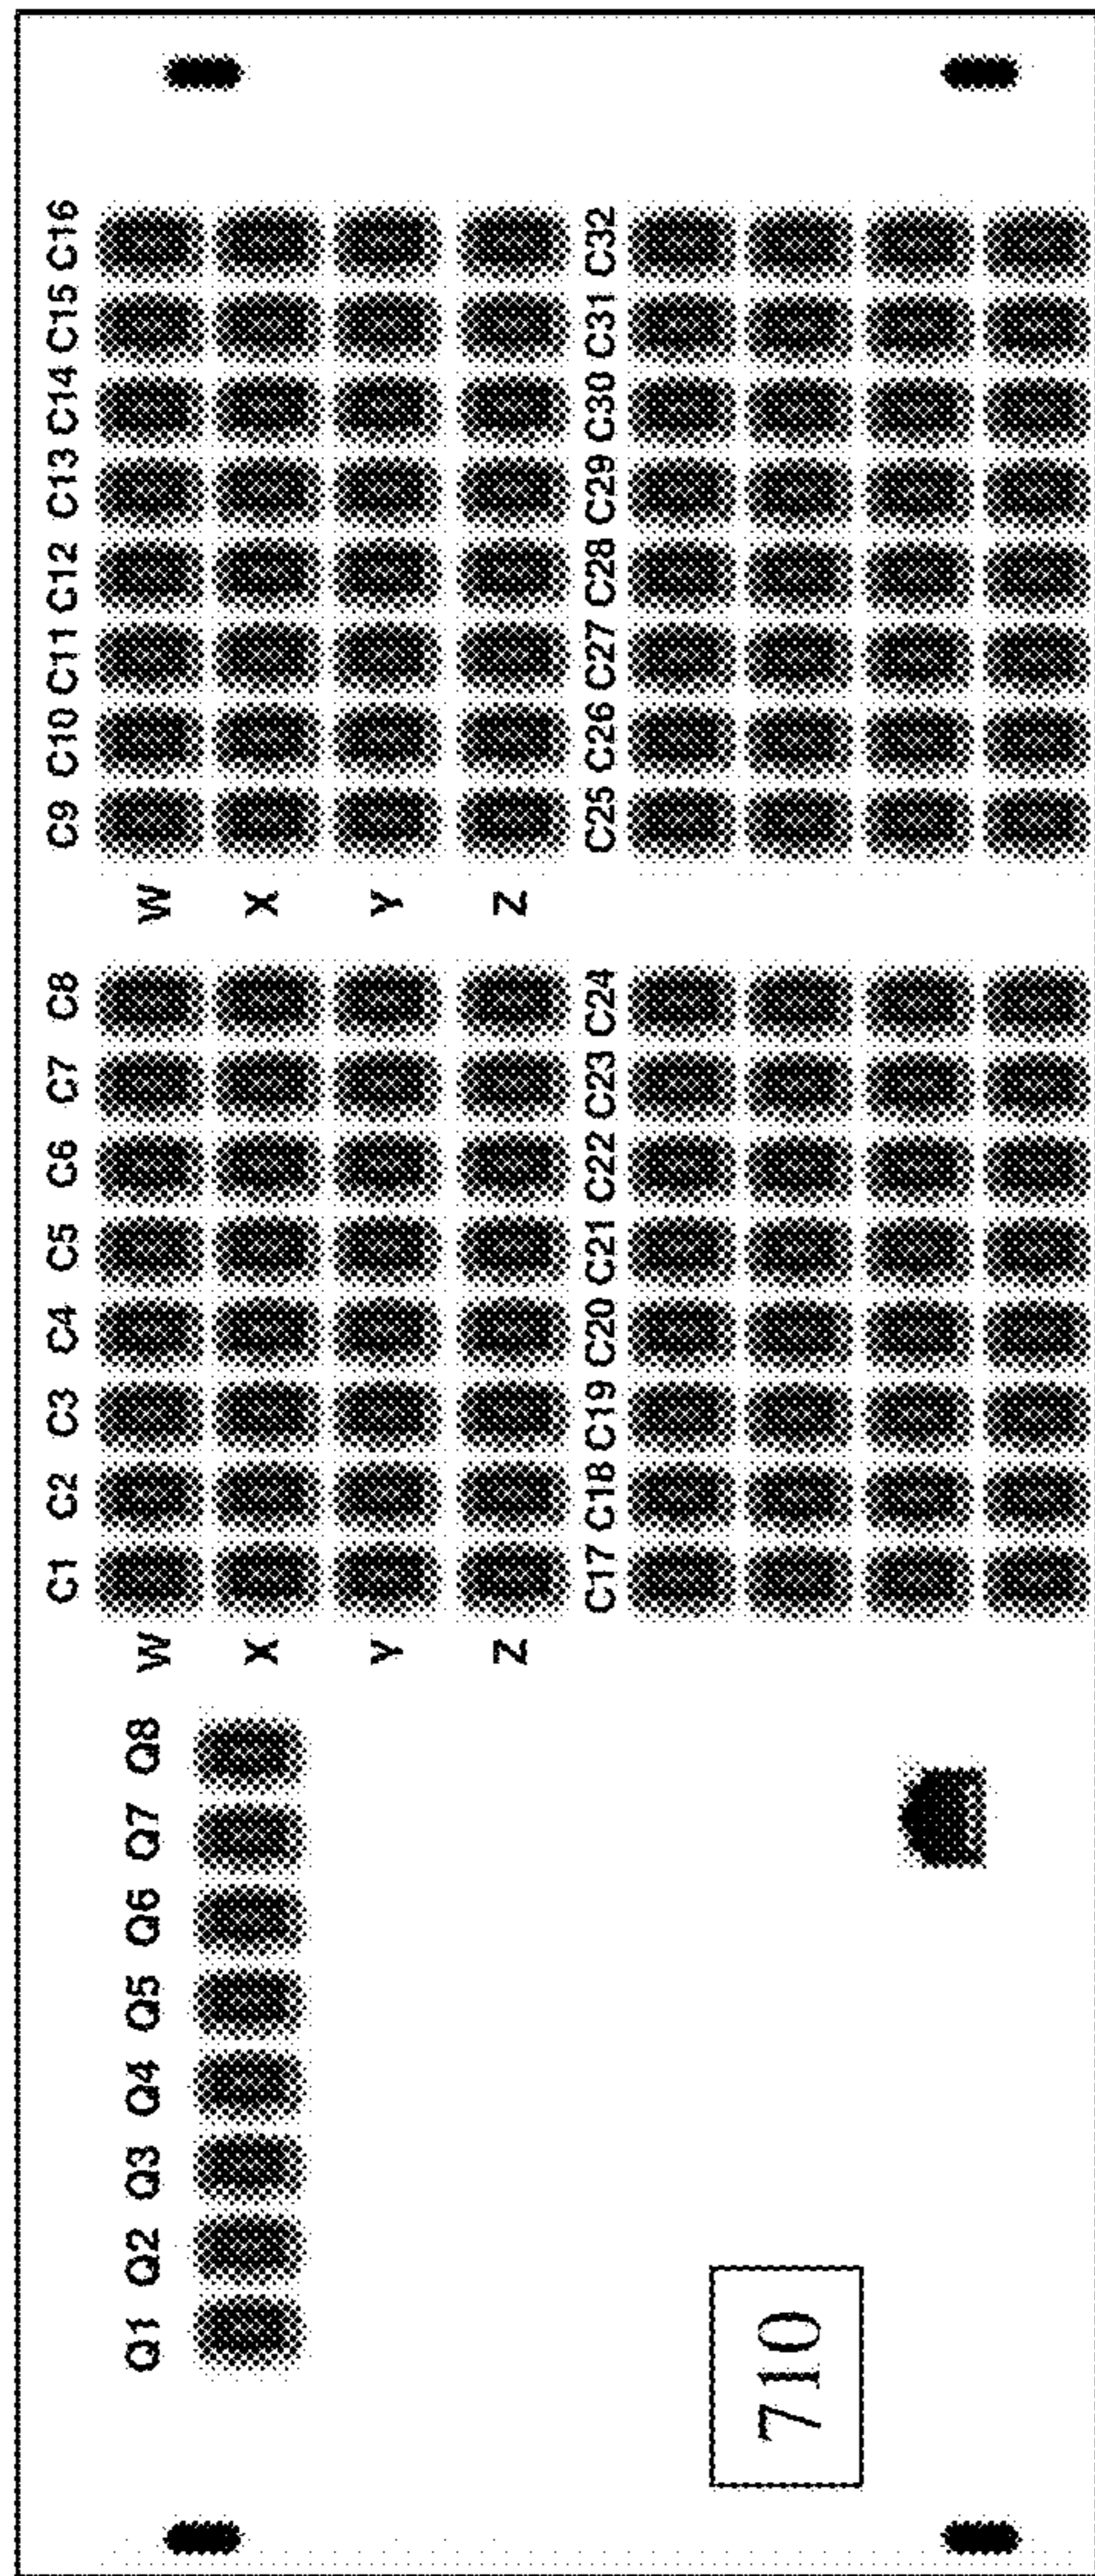 C1 C2 C3 C4 C5 C6 C7 C8 C9 C10 C11 C12 C13 C14 C15 C16
Q1 Q2 Q3 Q4 Q5 Q6 Q7 Q8 W W
X X
Y Y
Z Z
C17 C18 C19 C20 C21 C22 C23 C24 C25 C26 C27 C28 C29 C30 C31 C32
710